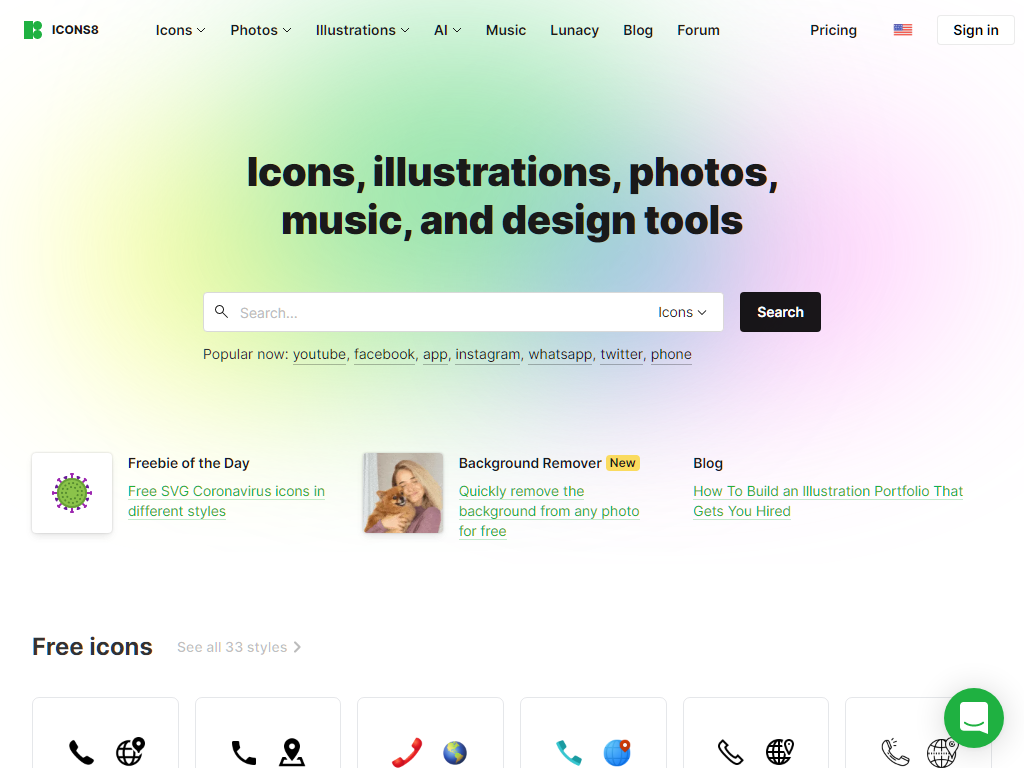 ICONS8 Icons Photos Illustrations AI Music Lunacy Blog Forum Pricing Sign in
Icons, illustrations, photos,
music, and design tools
Search... Icons Search
Popular now: youtube, facebook, app, instagram, whatsapp, twitter, phone
Freebie of the Day
Free SVG Coronavirus icons in
different styles
Background Remover New
Quickly remove the
background from any photo
for free
Blog
How To Build an Illustration Portfolio That
Gets You Hired
Free icons See all 33 styles